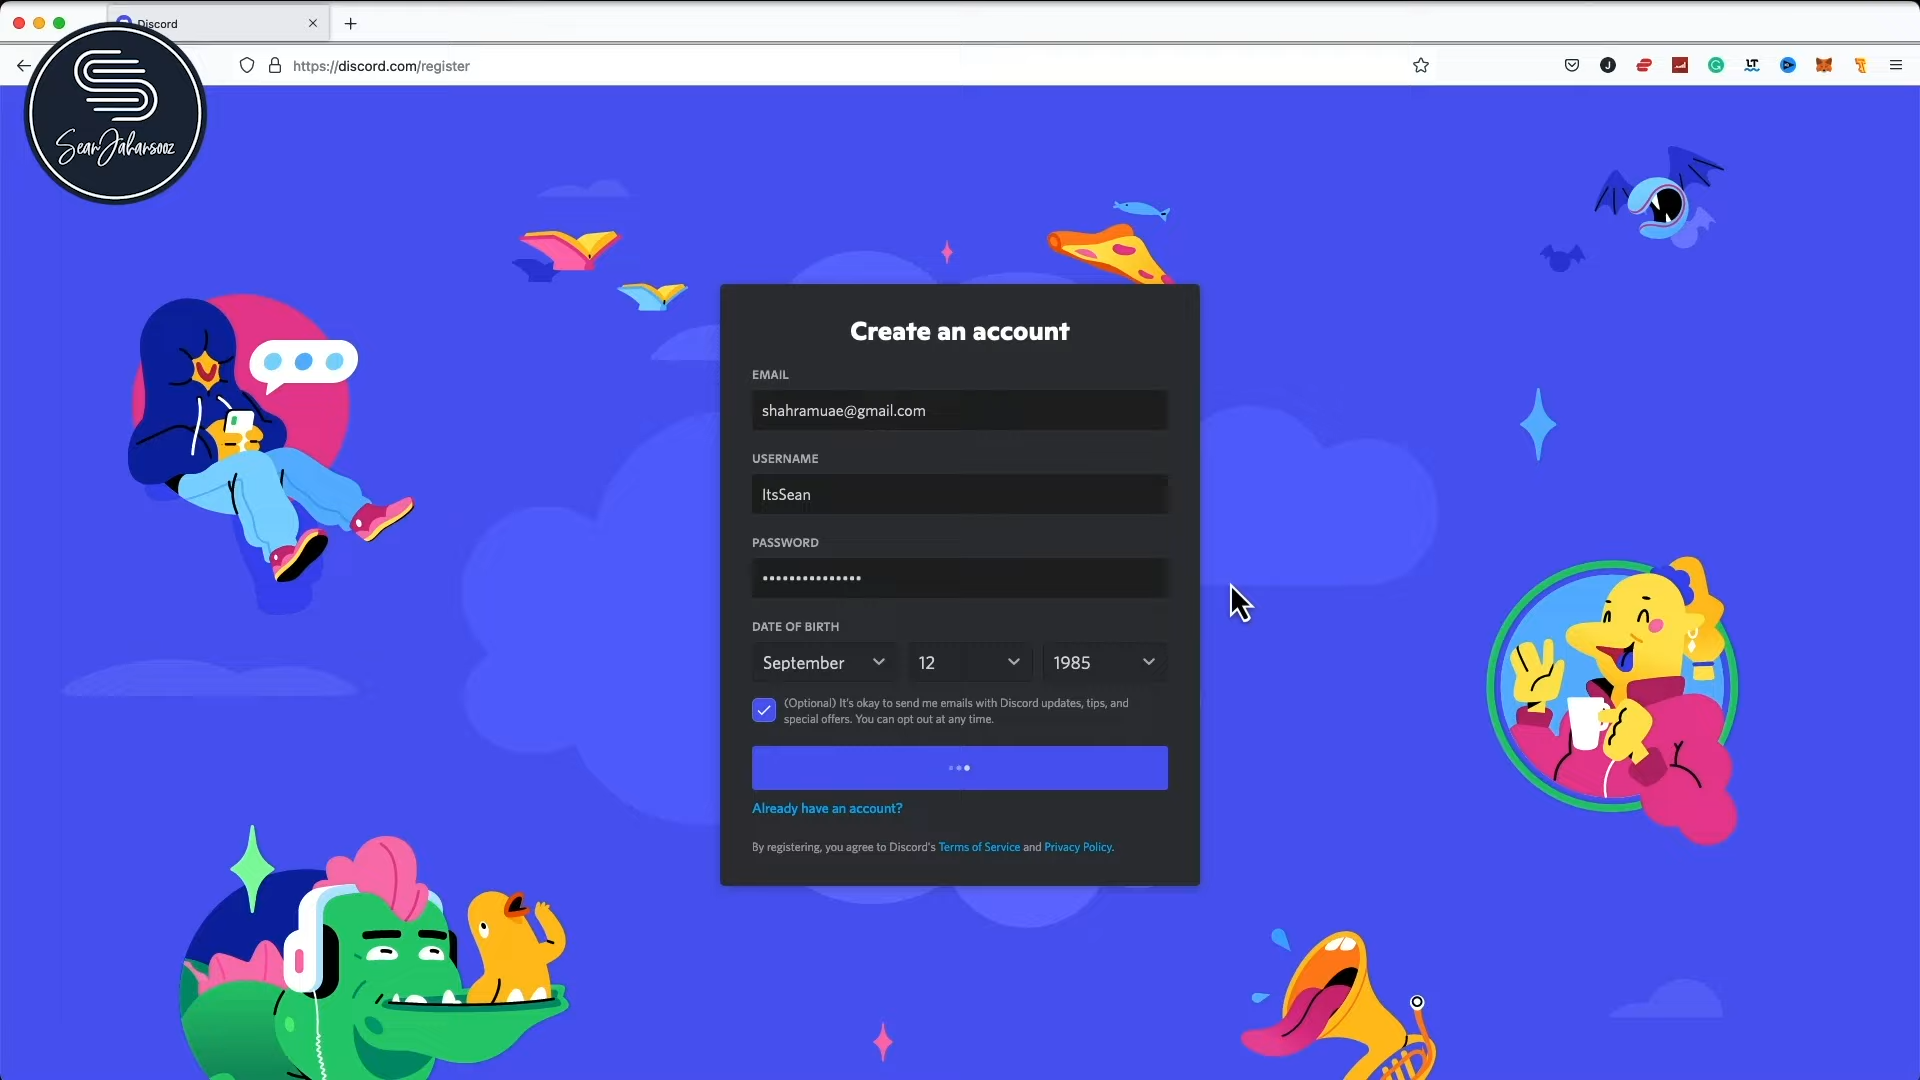 Discord
https://discord.com/register
SeanJahansooz
Create an account
EMAIL
shahramuae@gmail.com
USERNAME
ItsSean
PASSWORD
DATE OF BIRTH
September 12 1985
(Optional) It's okay to send me emails with Discord updates, tips, and
special offers. You can opt out at any time.
Already have an account?
By registering, you agree to Discord's Terms of Service and Privacy Policy.